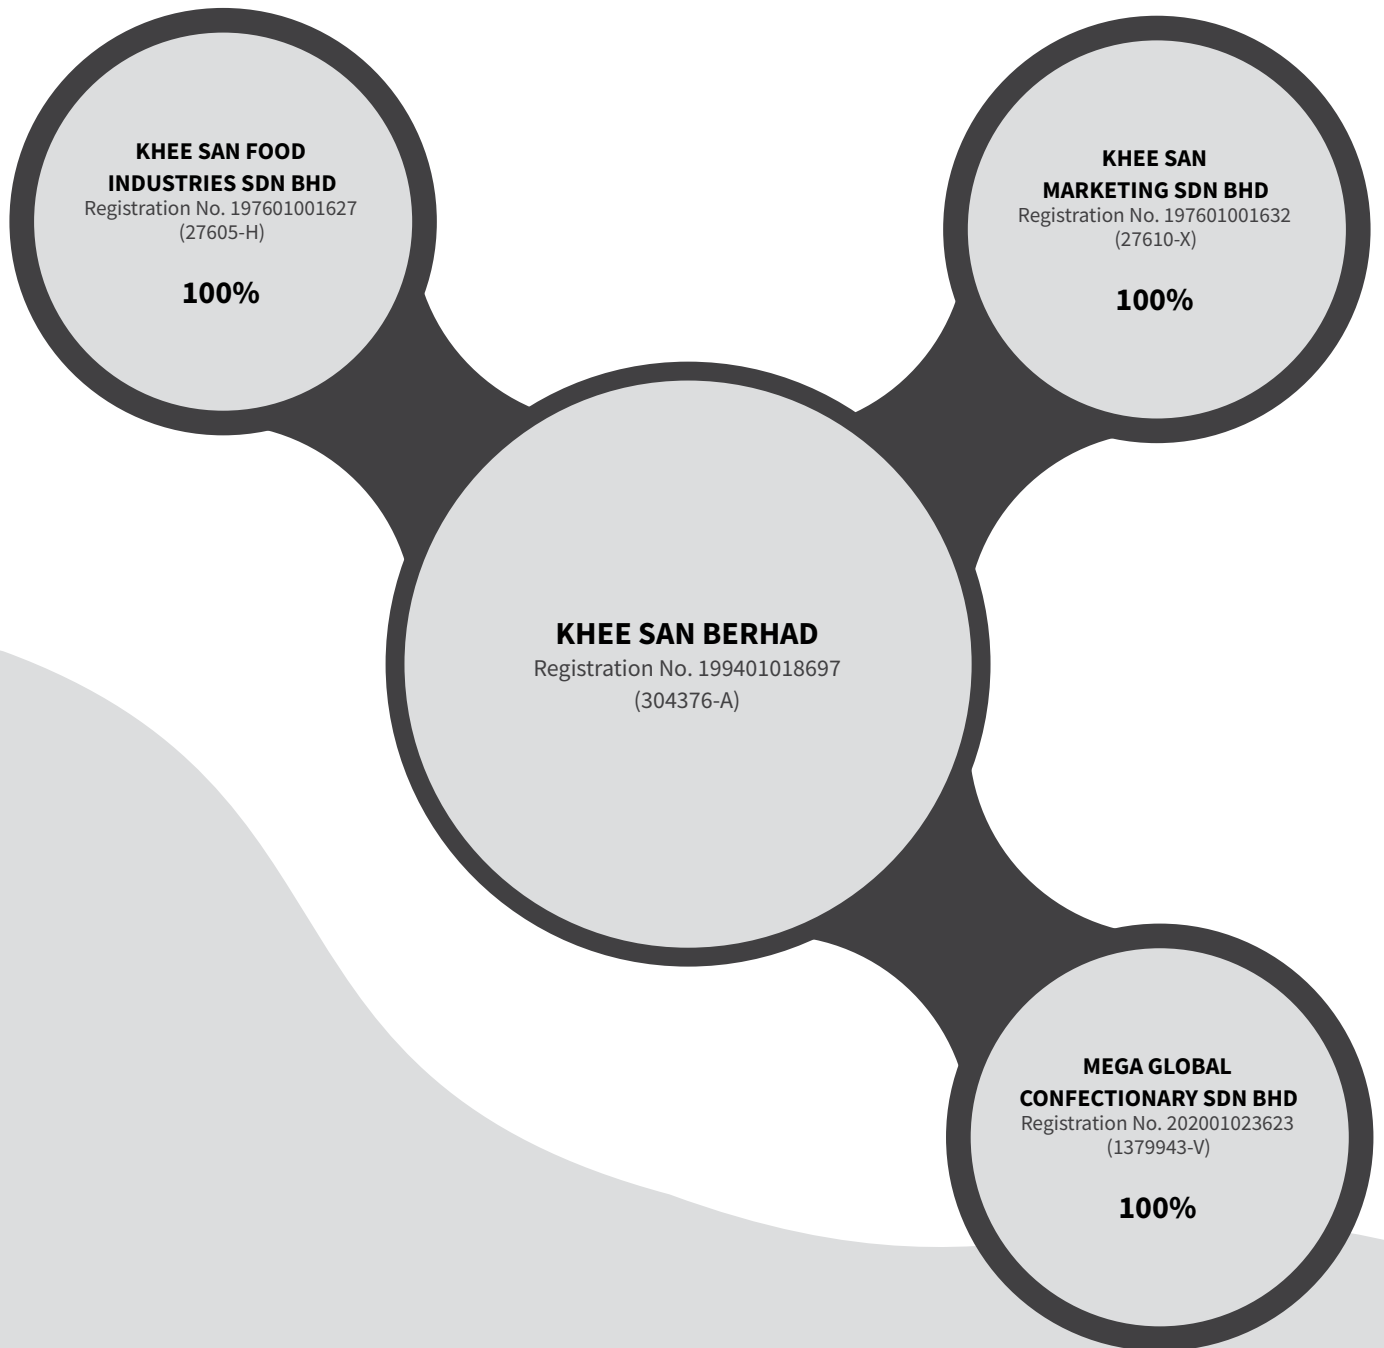 KHEE SAN FOOD
INDUSTRIES SDN BHD
Registration No. 197601001627
(27605-H)
100%
KHEE SAN
MARKETING SDN BHD
Registration No. 197601001632
(27610-X)
100%
KHEE SAN BERHAD
Registration No. 199401018697
(304376-A)
MEGA GLOBAL
CONFECTIONARY SDN BHD
Registration No. 202001023623
(1379943-V)
100%